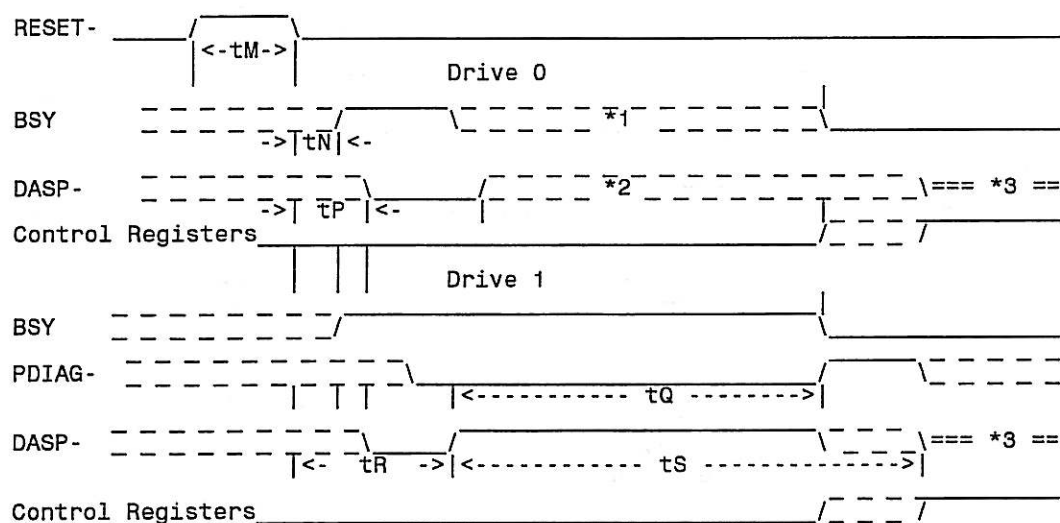 RESET-
<-tM->
Drive 0
BSY
*1
->|tN|<-
DASP-
*2
=== *3 ==
->| tP |<-
Control Registers
Drive 1
BSY
PDIAG-
|<----------- tQ -------->|
DASP-
=== *3 ==
|<- tR ->|<----------- tS --------------->|
Control Registers